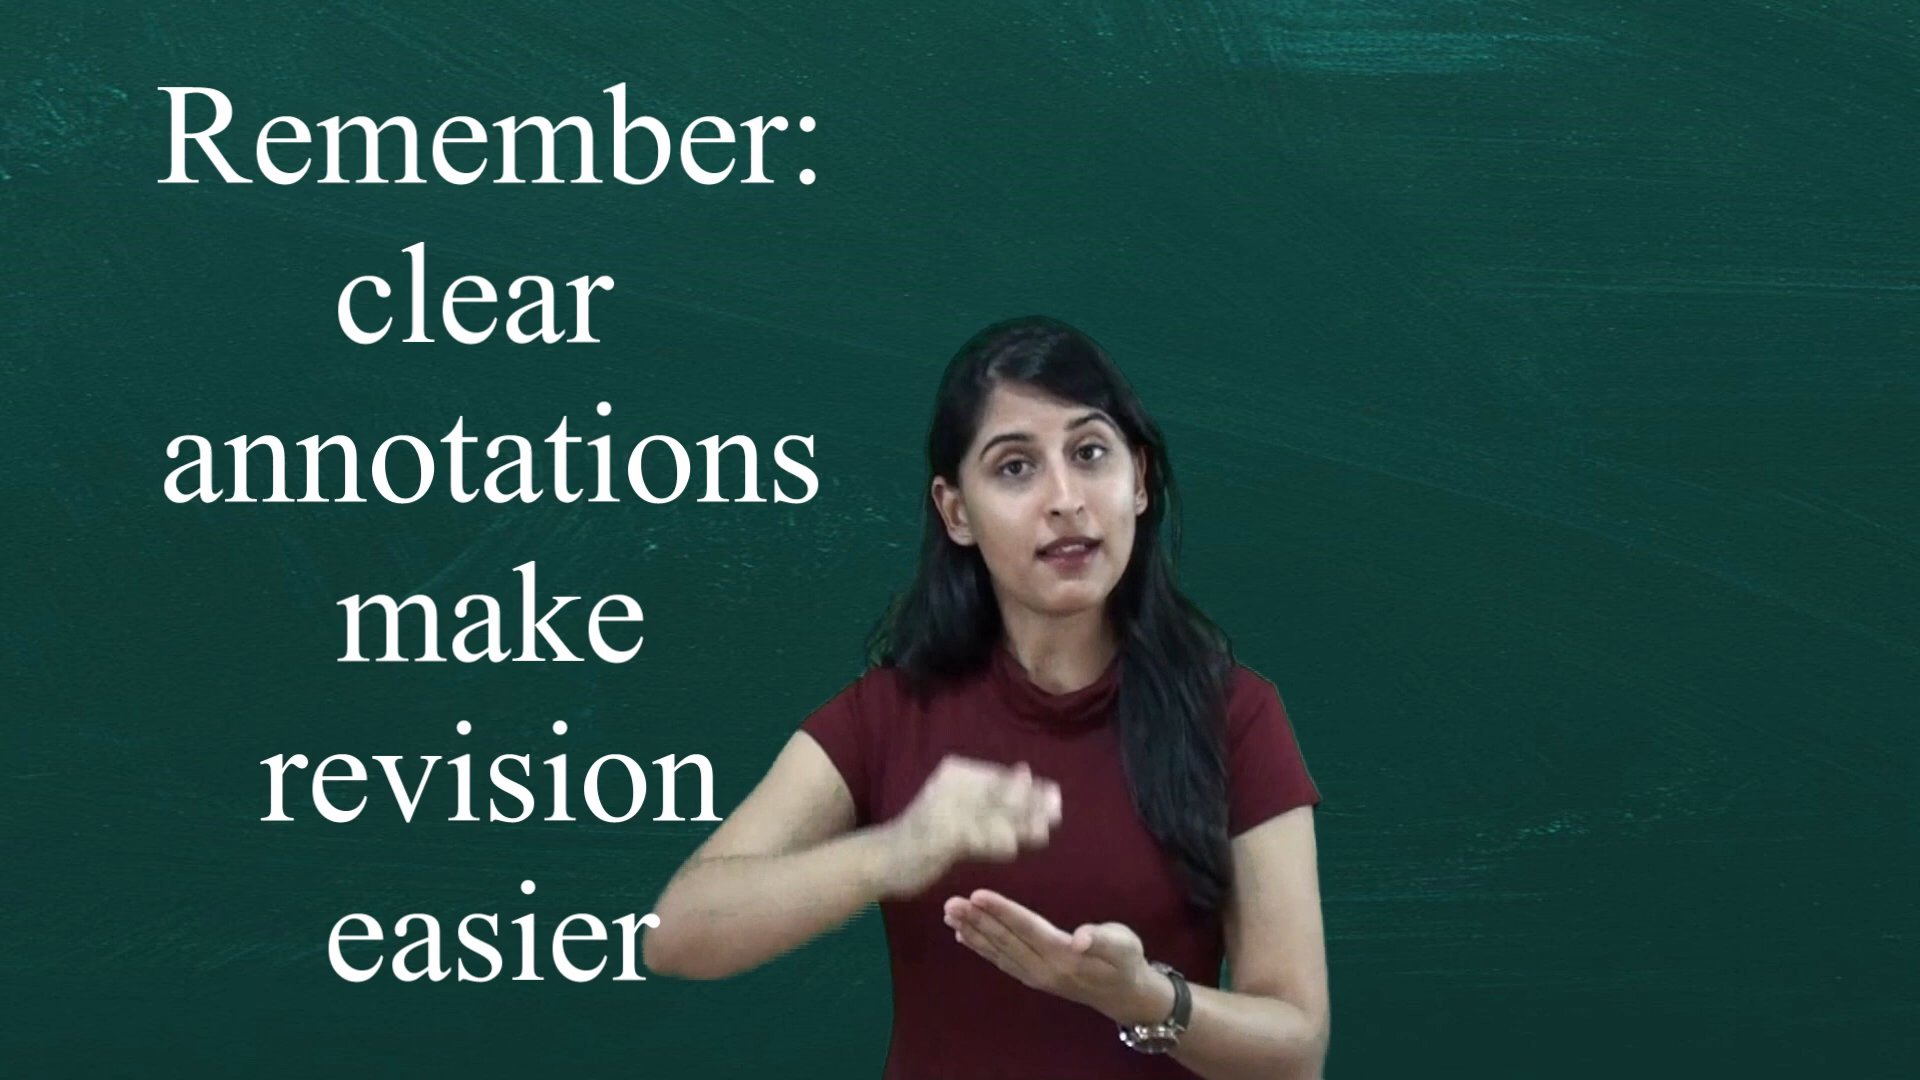 Remember:
clear
annotations
make
revision
easier